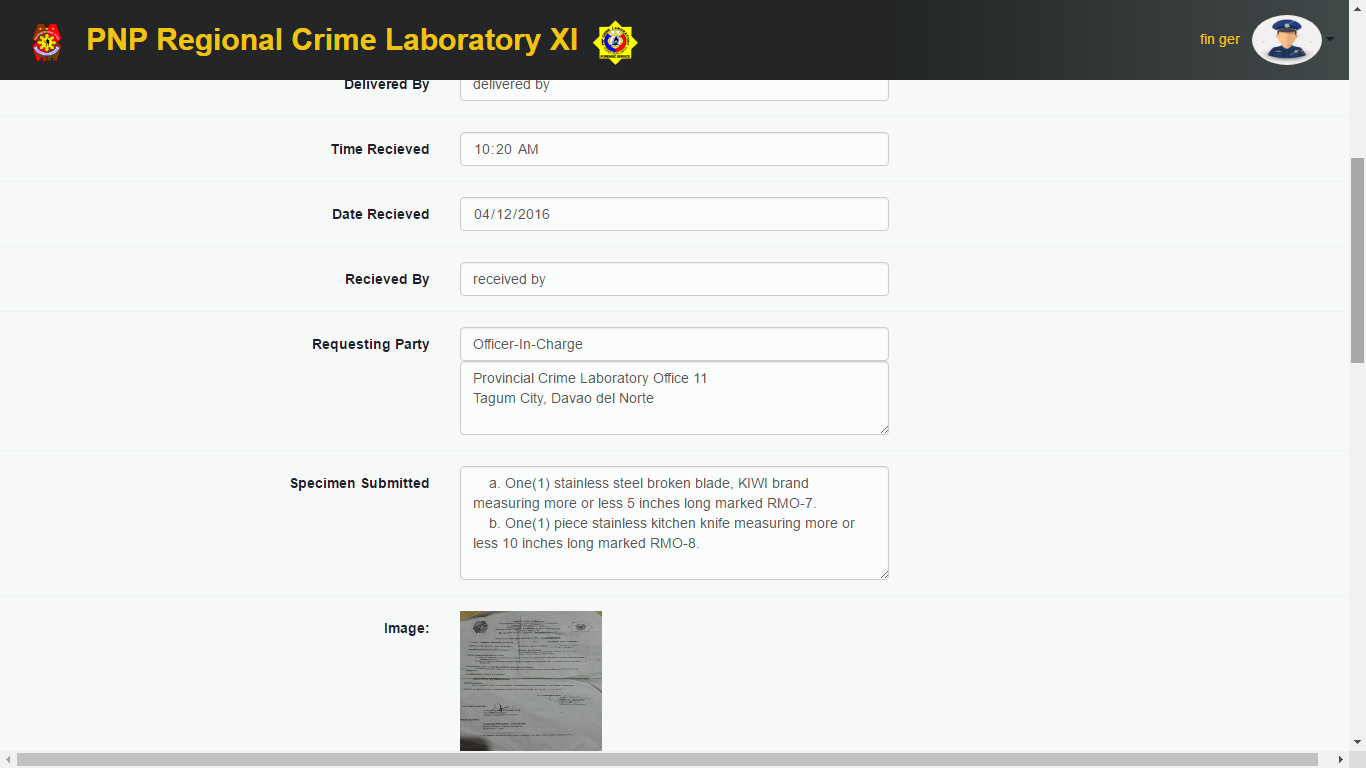 PNP Regional Crime Laboratory XI
fin ger
Delivered By
delivered by
Time Recieved
10:20 AM
Date Recieved
04/12/2016
Recieved By
received by
Requesting Party
Officer-In-Charge
Provincial Crime Laboratory Office 11
Tagum City, Davao del Norte
Specimen Submitted
a. One(1) stainless steel broken blade, KIWI brand
measuring more or less 5 inches long marked RMO-7.
b. One(1) piece stainless kitchen knife measuring more or
less 10 inches long marked RMO-8.
Image: